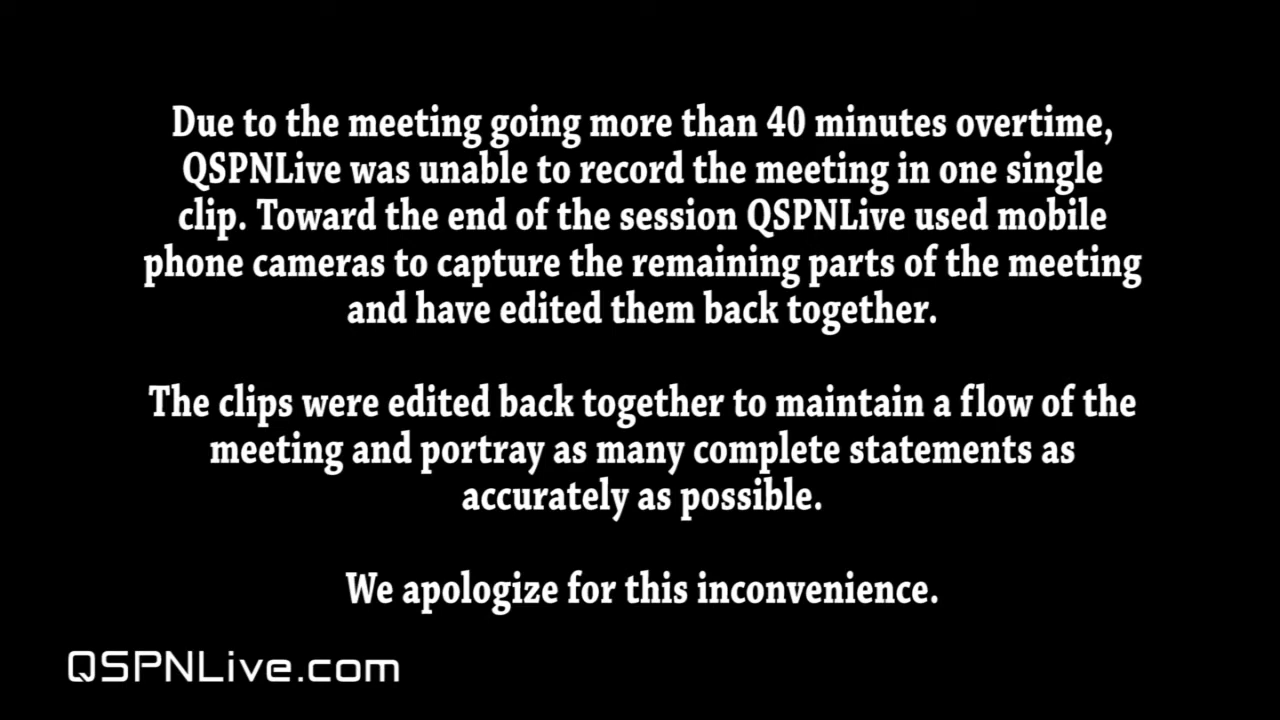 Due to the meeting going more than 40 minutes overtime,
QSPNLive was unable to record the meeting in one single
clip. Toward the end of the session QSPNLive used mobile
phone cameras to capture the remaining parts of the meeting
and have edited them back together.
The clips were edited back together to maintain a flow of the
meeting and portray as many complete statements as
accurately as possible.
We apologize for this inconvenience.
QSPNLive.com